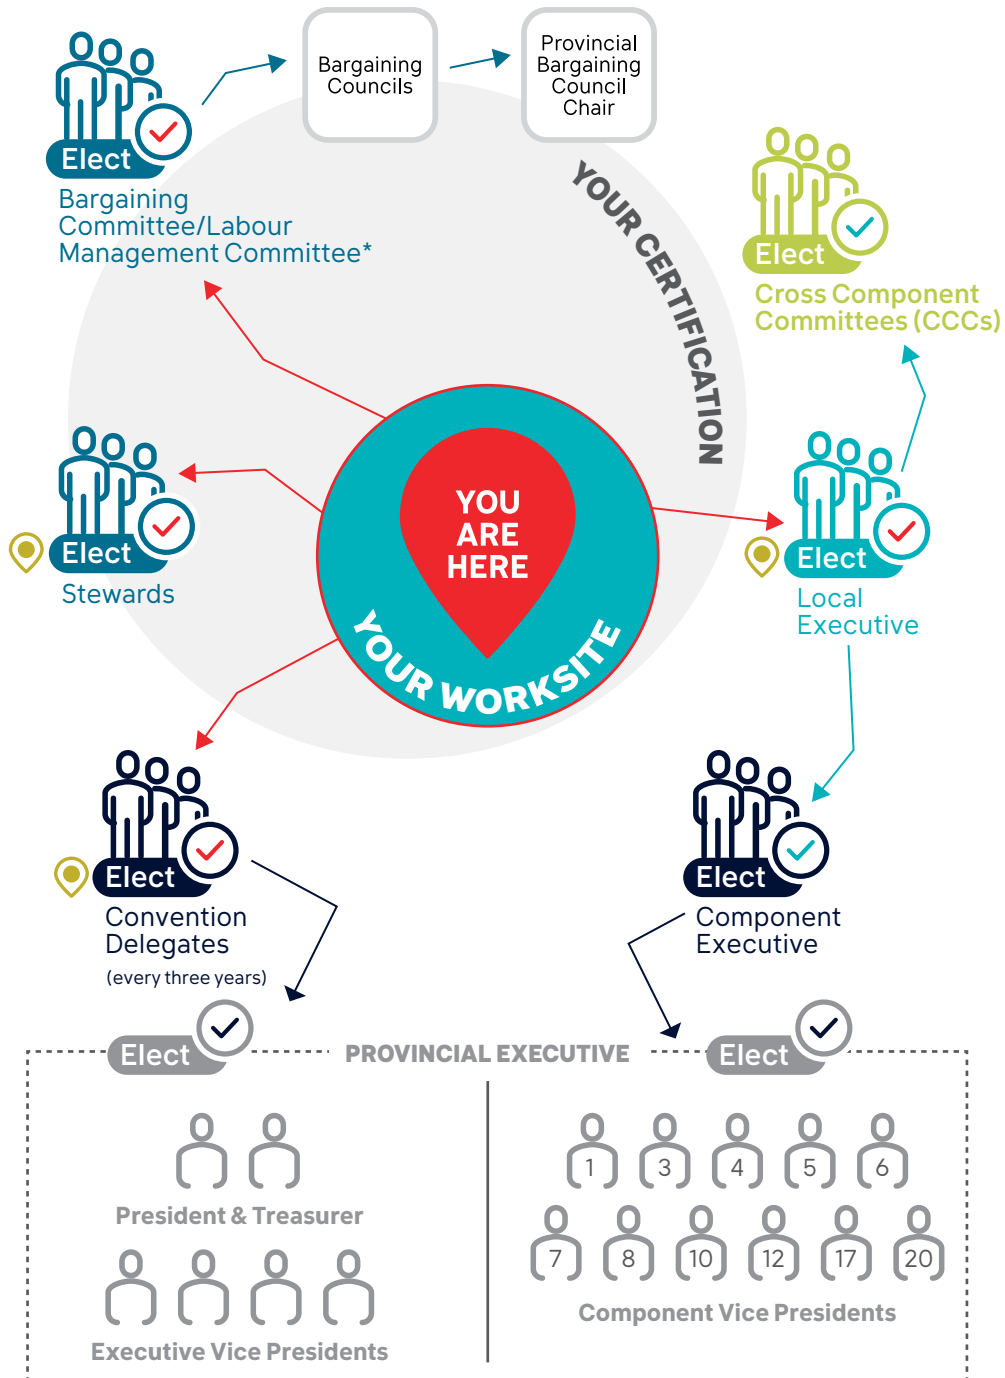 Bargaining
Councils
Provincial
Bargaining
Council
Chair
Elect
Bargaining
Committee/Labour
Management Committee*
YOUR CERTIFICATION
Elect
Cross Component
Committees (CCCs)
YOU
ARE
HERE
YOUR WORKSITE
Elect
Stewards
Elect
Local
Executive
Elect
Convention
Delegates
(every three years)
Elect
Component
Executive
Elect
PROVINCIAL EXECUTIVE
Elect
President & Treasurer
Executive Vice Presidents
1 3 4 5 6
7 8 10 12 17 20
Component Vice Presidents